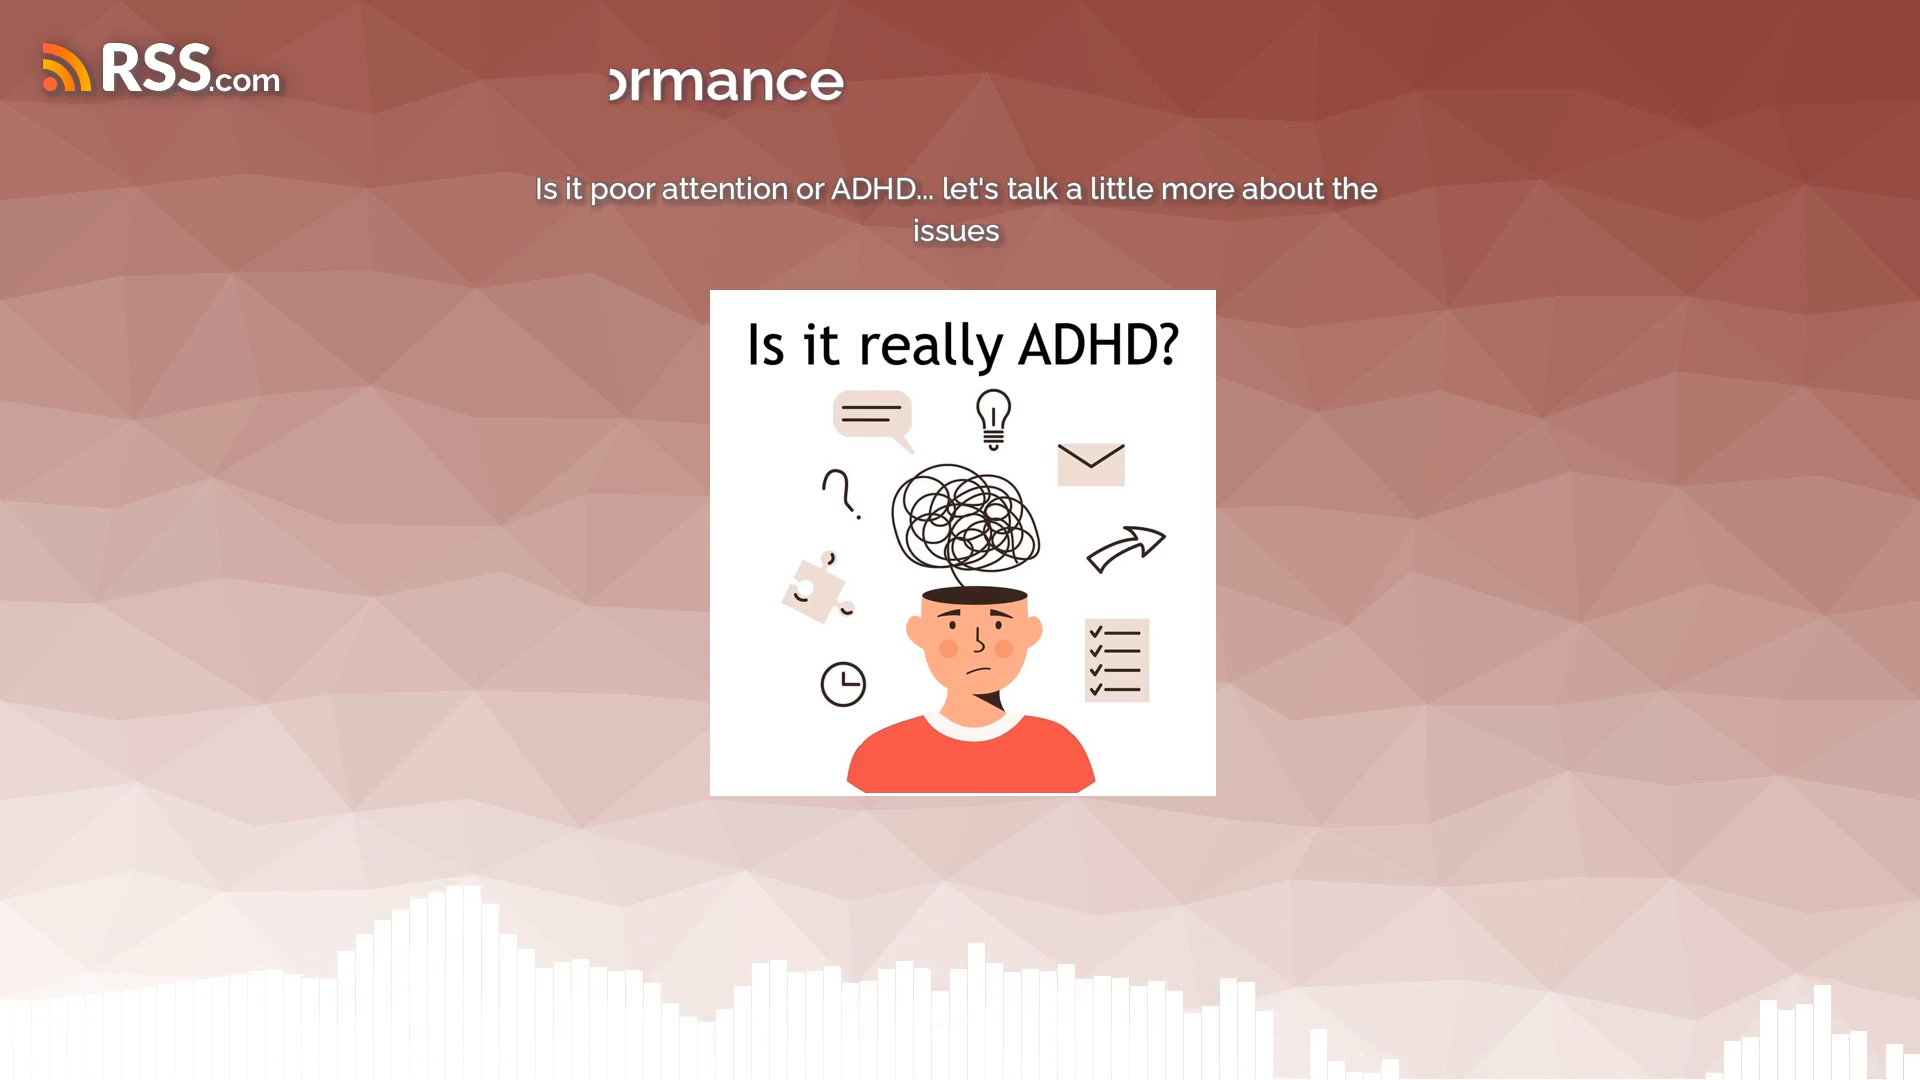 RSS.com
ormance
Is it poor attention or ADHD... let's talk a little more about the
issues
Is it really ADHD?